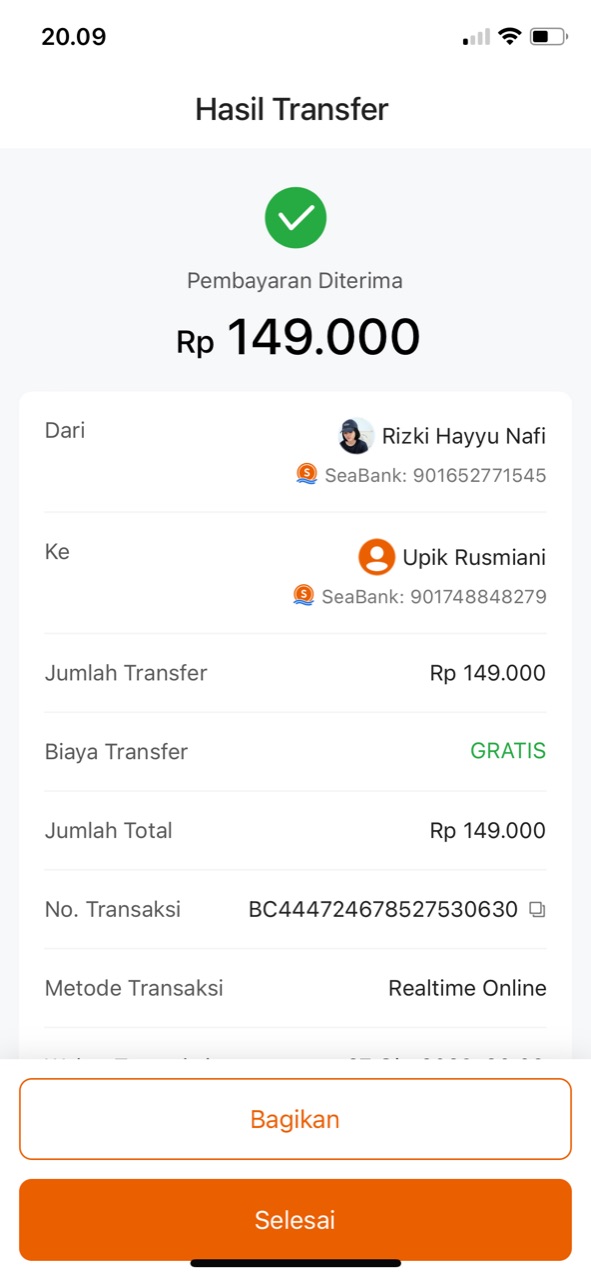 20.09
Hasil Transfer
Pembayaran Diterima
Rp 149.000
Dari
Rizki Hayyu Nafi
SeaBank: 901652771545
Ke
Upik Rusmiani
SeaBank: 901748848279
Jumlah Transfer Rp 149.000
Biaya Transfer GRATIS
Jumlah Total Rp 149.000
No. Transaksi BC444724678527530630
Metode Transaksi Realtime Online
Bagikan
Selesai